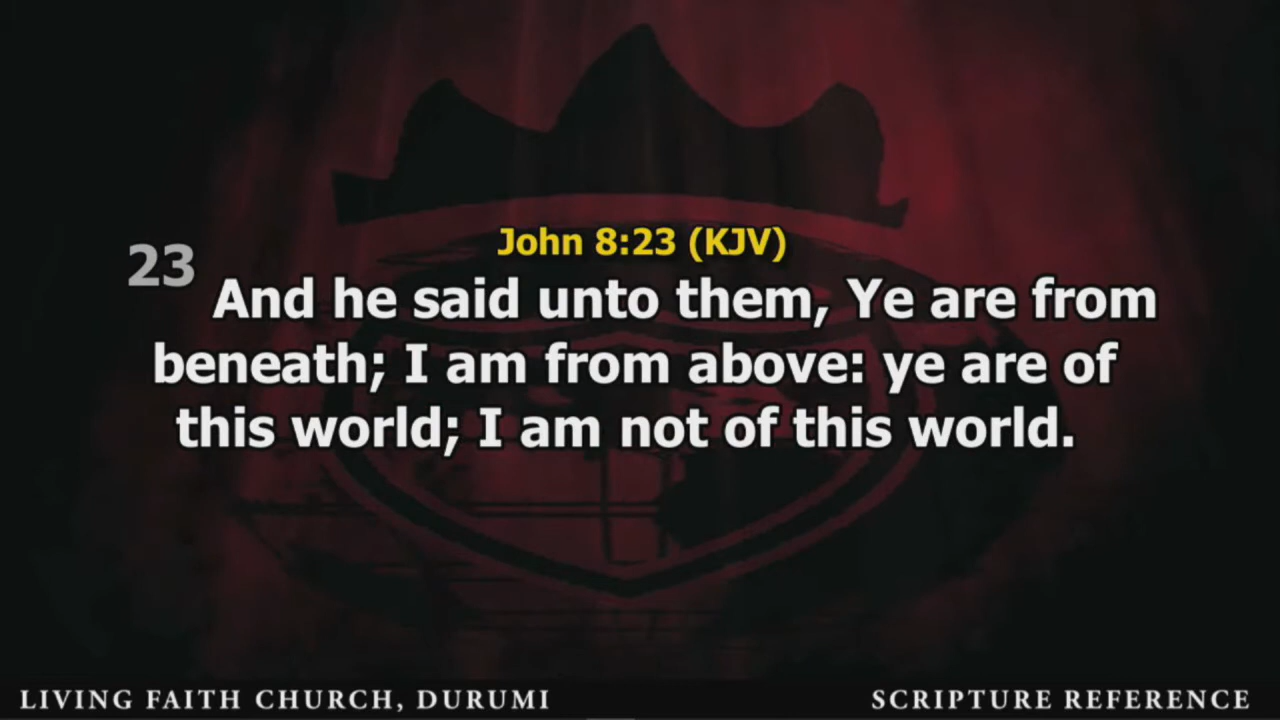 John 8:23 (KJV)
23 And he said unto them, Ye are from
beneath; I am from above: ye are of
this world; I am not of this world.
LIVING FAITH CHURCH, DURUMI
SCRIPTURE REFERENCE